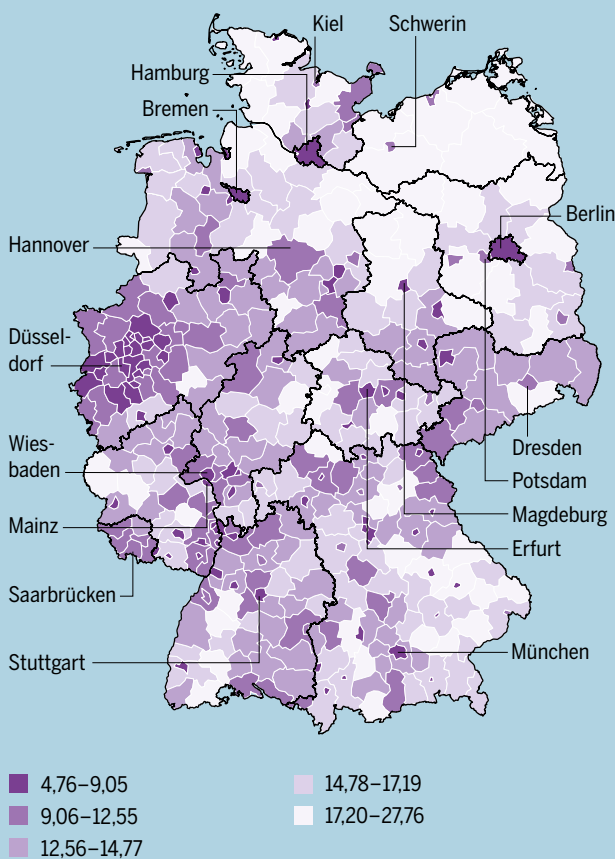 Kiel
Schwerin
Hamburg
Bremen
Berlin
Hannover
Düssel-
dorf
Wies-
baden
Dresden
Potsdam
Mainz
Magdeburg
Erfurt
Saarbrücken
Stuttgart
München
4,76–9,05
9,06–12,55
12,56–14,77
14,78–17,19
17,20–27,76